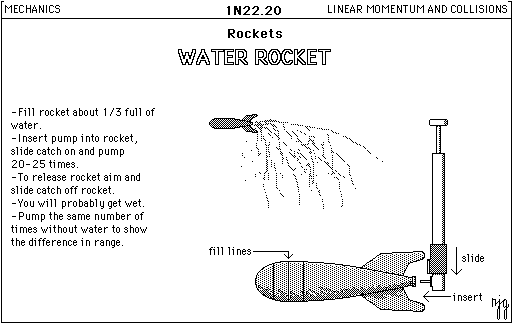 MECHANICS
1N22.20
LINEAR MOMENTUM AND COLLISIONS
Rockets
WATER ROCKET
-Fill rocket about 1/3 full of
water.
-Insert pump into rocket,
slide catch on and pump
20-25 times.
-To release rocket aim and
slide catch off rocket.
-You will probably get wet.
-Pump the same number of
times without water to show
the difference in range.
fill lines
slide
insert